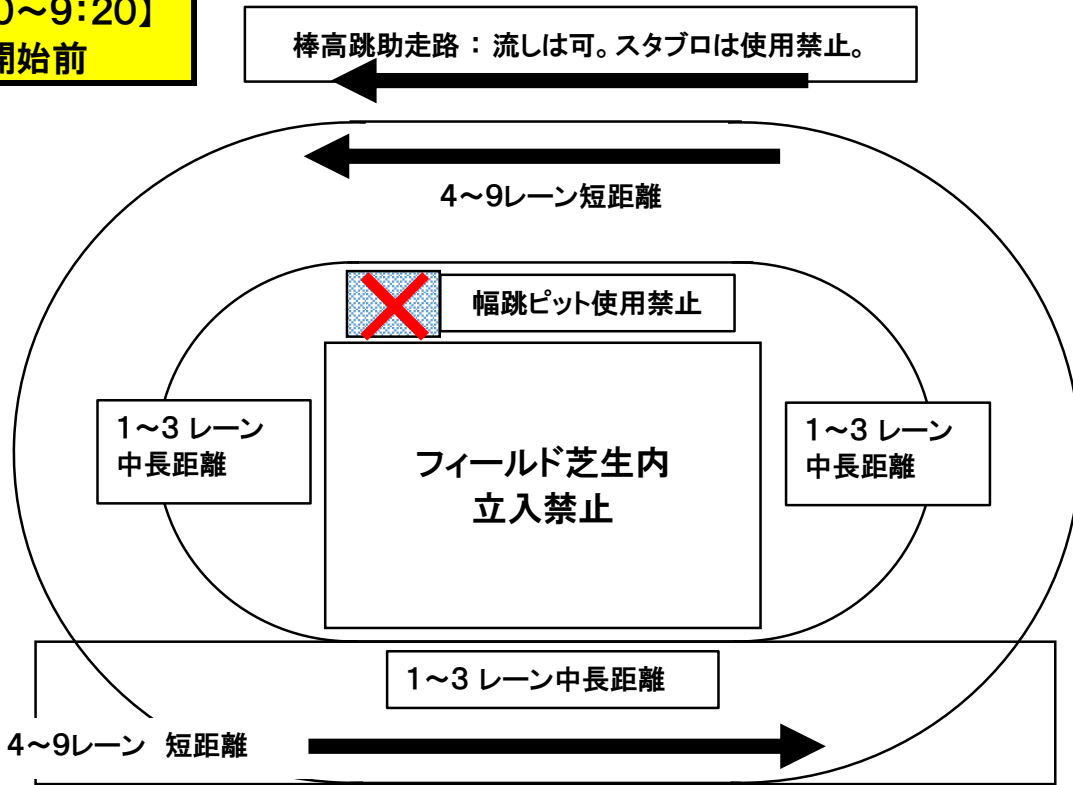 0～9：20】
開始前
棒高跳助走路 ： 流しは可。スタブロは使用禁止。
4～9レーン短距離
幅跳ピット使用禁止
1～3 レーン
中長距離
フィールド芝生内
立入禁止
1～3 レーン
中長距離
1～3 レーン中長距離
4～9レーン 短距離